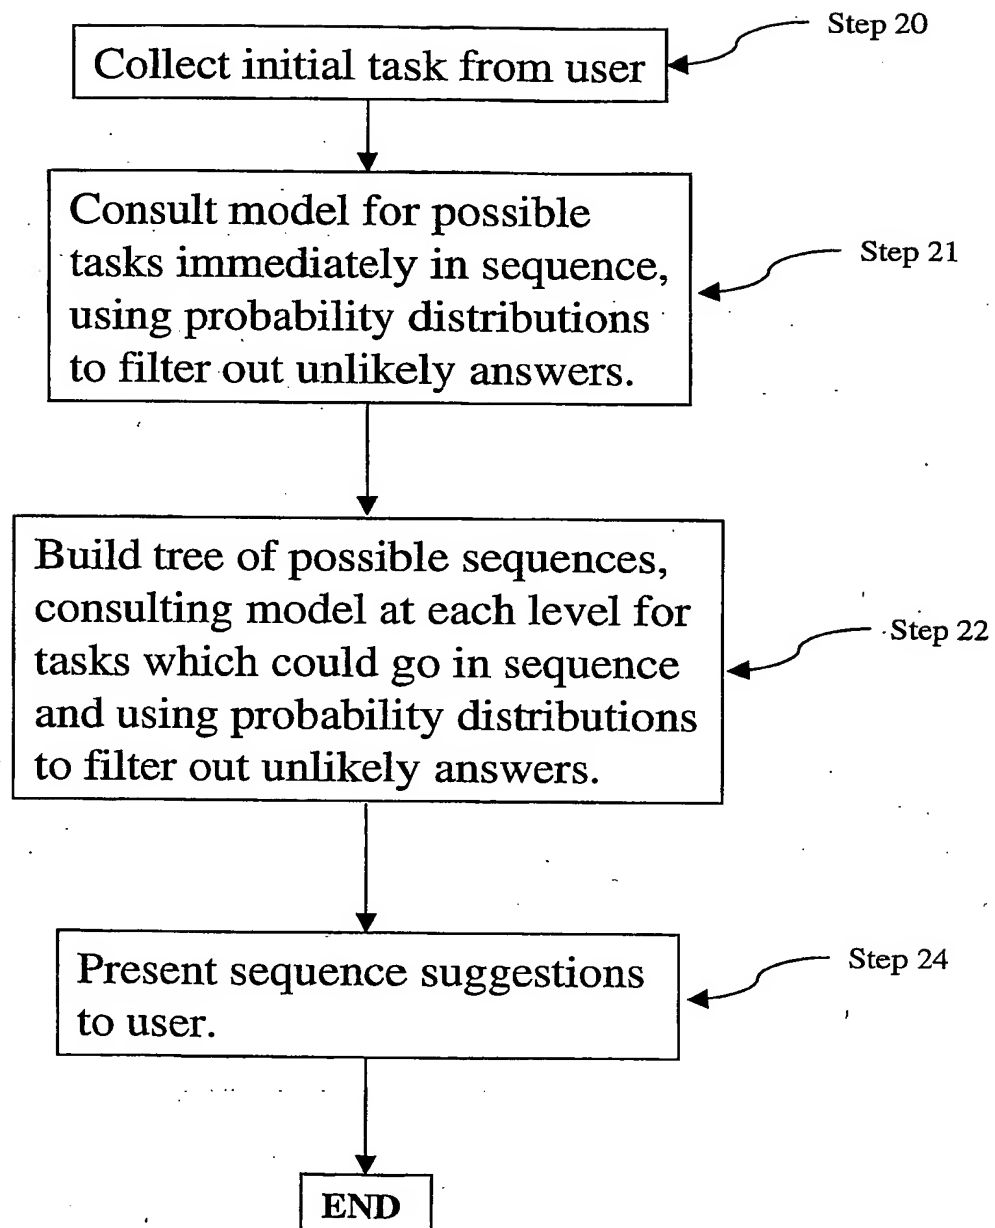 Step 20
Collect initial task from user
Consult model for possible
tasks immediately in sequence,
using probability distributions
to filter out unlikely answers.
Step 21
Build tree of possible sequences,
consulting model at each level for
tasks which could go in sequence
and using probability distributions
to filter out unlikely answers.
Step 22
Present sequence suggestions
to user.
Step 24
END